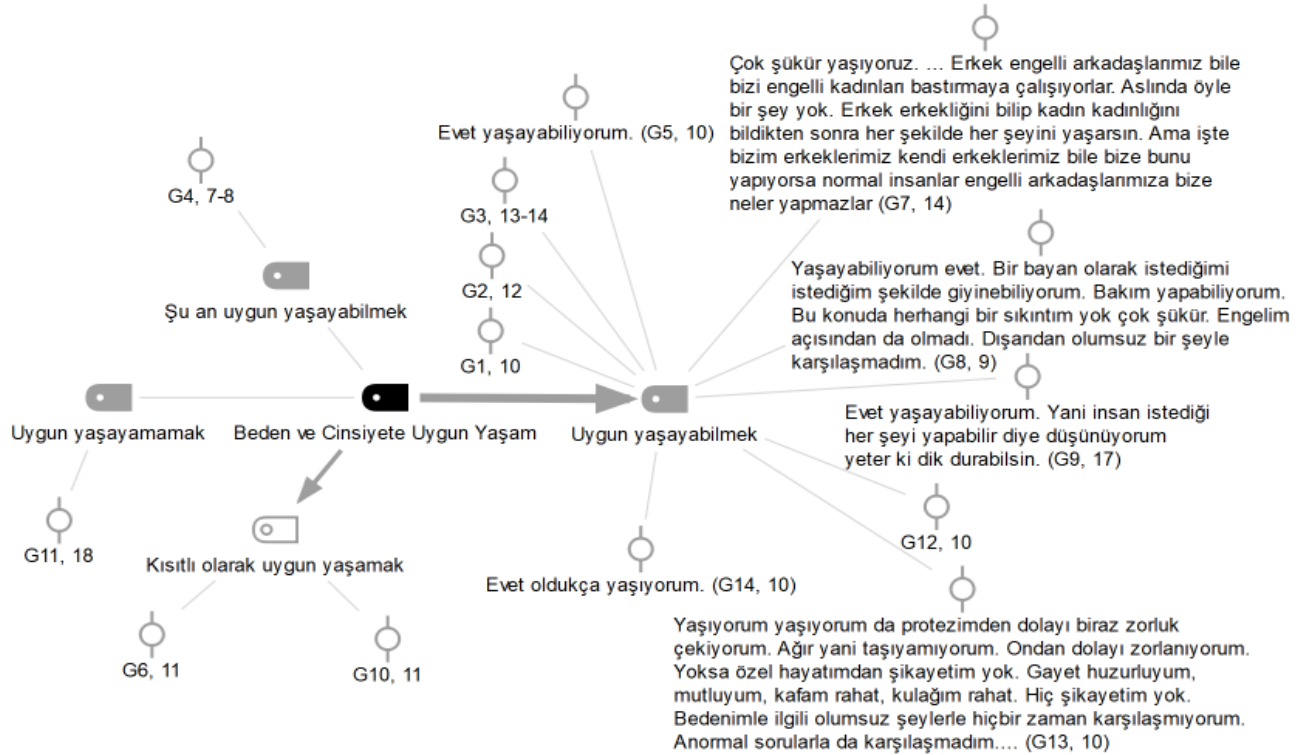 Çok şükür yaşıyoruz. ... Erkek engelli arkadaşlarımız bile
bizi engelli kadınları bastırmaya çalışıyorlar. Aslında öyle
bir şey yok. Erkek erkekliğini bilip kadın kadınlığını
bildikten sonra her şekilde her şeyini yaşarsın. Ama işte
bizim erkeklerimiz kendi erkeklerimiz bile bize bunu
yapıyorsa normal insanlar engelli arkadaşlarımıza bize
neler yapmazlar (G7, 14)
Evet yaşayabiliyorum. (G5, 10)
G4, 7-8
G3, 13-14
G2, 12
G1, 10
Yaşayabiliyorum evet. Bir bayan olarak istediğimi
istediğim şekilde giyinebiliyorum. Bakım yapabiliyorum.
Bu konuda herhangi bir sıkıntım yok çok şükür. Engelim
açısından da olmadı. Dışarıdan olumsuz bir şeyle
karşılaşmadım. (G8, 9)
Şu an uygun yaşayabilmek
Uygun yaşayamamak
Beden ve Cinsiyete Uygun Yaşam
Uygun yaşayabilmek
Evet yaşayabiliyorum. Yani insan istediği
her şeyi yapabilir diye düşünüyorum
yeter ki dik durabilsin. (G9, 17)
G11, 18
Kısıtlı olarak uygun yaşamak
G12, 10
Evet oldukça yaşıyorum. (G14, 10)
G6, 11
G10, 11
Yaşıyorum yaşıyorum da protezimden dolayı biraz zorluk
çekiyorum. Ağır yani taşıyamıyorum. Ondan dolayı zorlanıyorum.
Yoksa özel hayatımdan şikayetim yok. Gayet huzurluyum,
mutluyum, kafam rahat, kulağım rahat. Hiç şikayetim yok.
Bedenimle ilgili olumsuz şeylerle hiçbir zaman karşılaşmıyorum.
Anormal sorularla da karşılaşmadım.... (G13, 10)